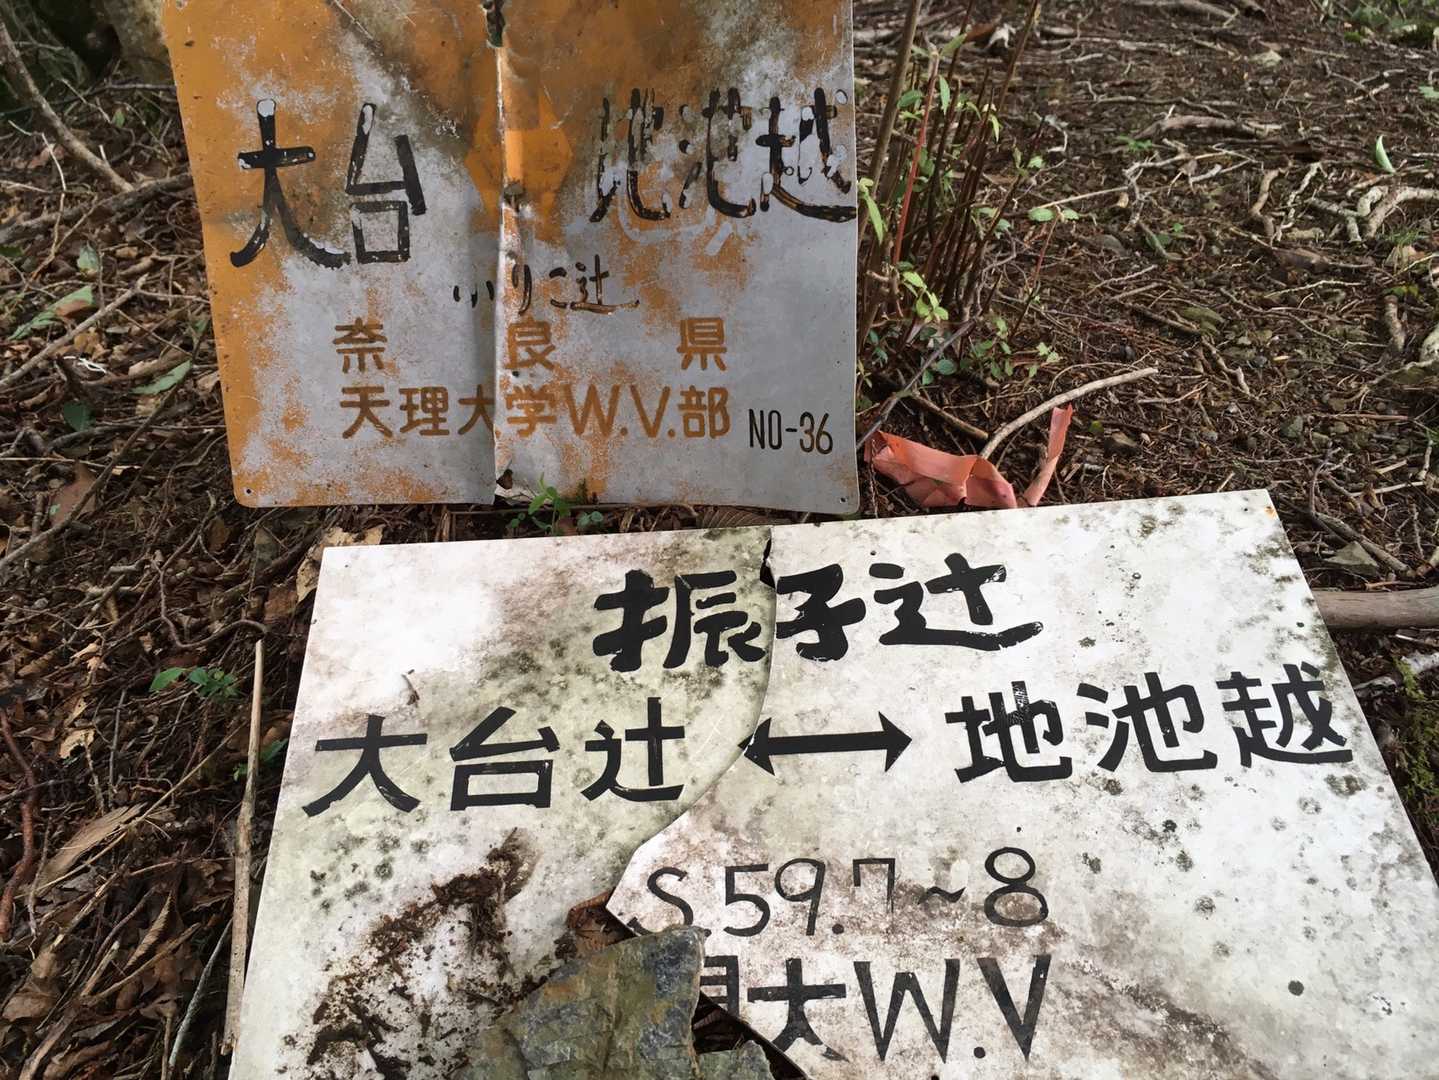 大台 地池越
ふりこ辻
奈良県
天理大学W.V.部 NO-36
振子辻
大台辻 ↔ 地池越
S.59.7~8
大W.V